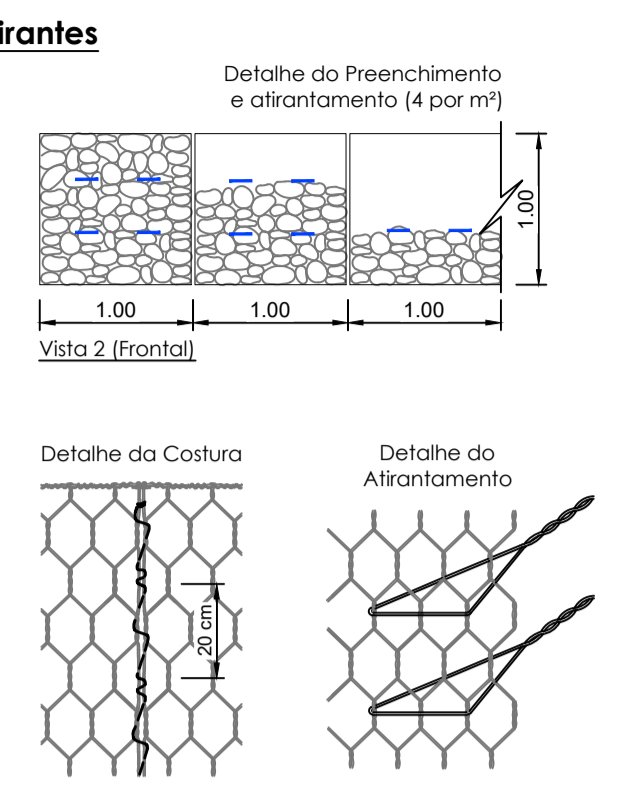 irantes
Detalhe do Preenchimento
e atirantamento (4 por m²)
1.00
1.00
1.00
1.00
Vista 2 (Frontal)
Detalhe da Costura
Detalhe do
Atirantamento
20 cm